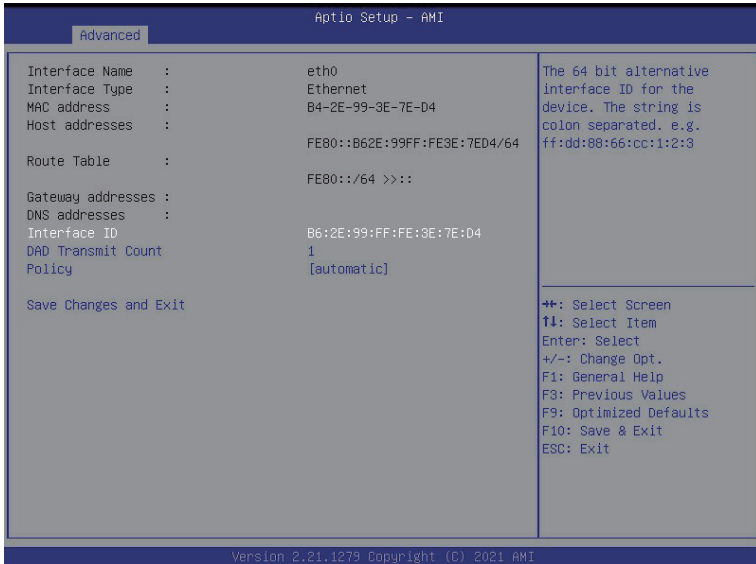 Aptio Setup – AMI
Advanced
Interface Name :
eth0
Interface Type :
Ethernet
MAC address :
B4-2E-99-3E-7E-D4
Host addresses :
FE80::B62E:99FF:FE3E:7ED4/64
Route Table :
FE80::/64 >>::
Gateway addresses :
DNS addresses :
Interface ID
B6:2E:99:FF:FE:3E:7E:D4
DAD Transmit Count
1
Policy
[automatic]
Save Changes and Exit
The 64 bit alternative
interface ID for the
device. The string is
colon separated. e.g.
ff:dd:88:66:cc:1:2:3
→←: Select Screen
↑↓: Select Item
Enter: Select
+/-: Change Opt.
F1: General Help
F3: Previous Values
F9: Optimized Defaults
F10: Save & Exit
ESC: Exit
Version 2.21.1279 Copyright (C) 2021 AMI